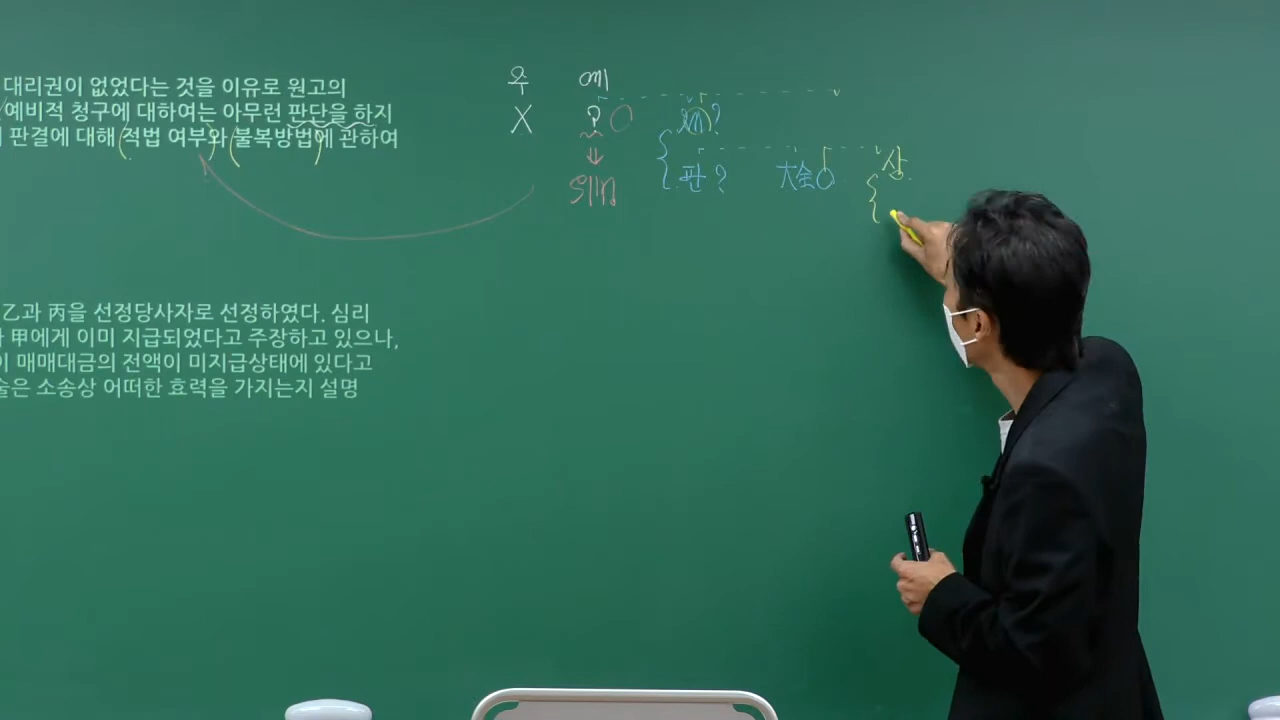 대리권이 없었다는 것을 이유로 원고의
예비적 청구에 대하여는 아무런 판단을 하지
판결에 대해 적법 여부와 불복방법에 관하여
乙과 丙을 선정당사자로 선정하였다. 심리
甲에게 이미 지급되었다고 주장하고 있으나,
이 매매대금의 전액이 미지급상태에 있다고
술은 소송상 어떠한 효력을 가지는지 설명
주 예
X ? O
판? 大全O 상